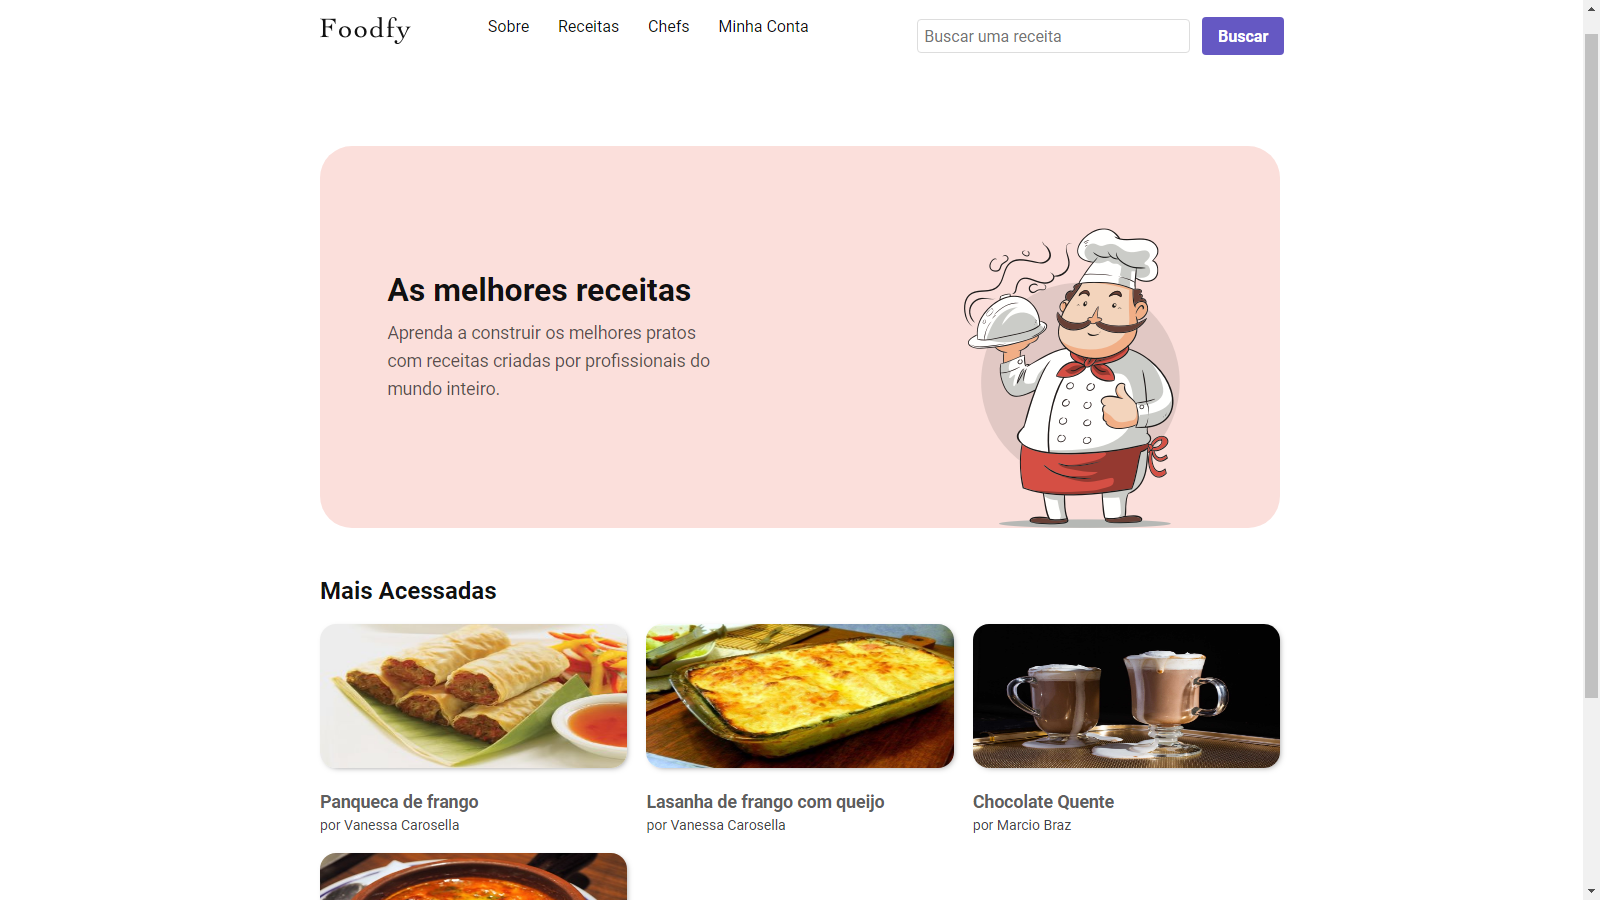 Foodfy
Sobre
Receitas
Chefs
Minha Conta
Buscar uma receita
Buscar
As melhores receitas
Aprenda a construir os melhores pratos
com receitas criadas por profissionais do
mundo inteiro.
Mais Acessadas
Panqueca de frango
por Vanessa Carosella
Lasanha de frango com queijo
por Vanessa Carosella
Chocolate Quente
por Marcio Braz